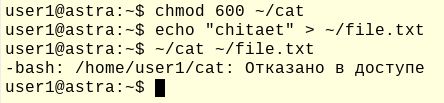 user1@astra:~$ chmod 600 ~/cat
user1@astra:~$ echo "chitaet" > ~/file.txt
user1@astra:~$ ~/cat ~/file.txt
-bash: /home/user1/cat: Отказано в доступе
user1@astra:~$